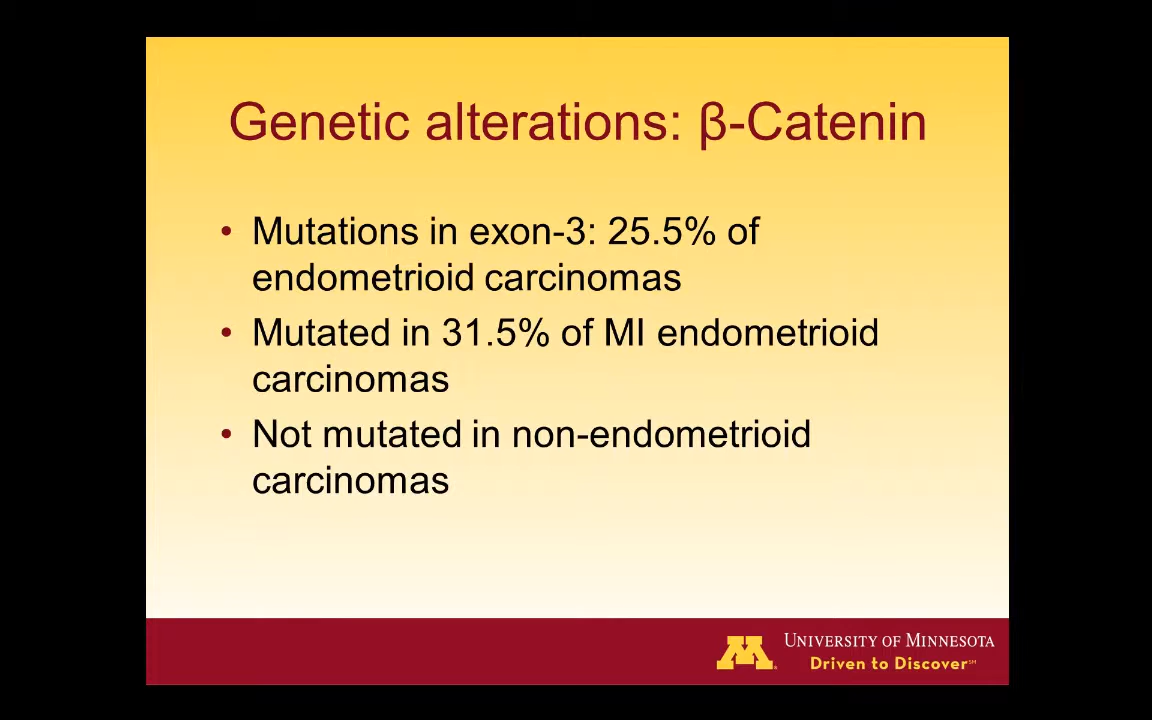 Genetic alterations: β-Catenin
• Mutations in exon-3: 25.5% of
endometrioid carcinomas
• Mutated in 31.5% of MI endometrioid
carcinomas
• Not mutated in non-endometrioid
carcinomas
M
UNIVERSITY OF MINNESOTA
Driven to Discover℠